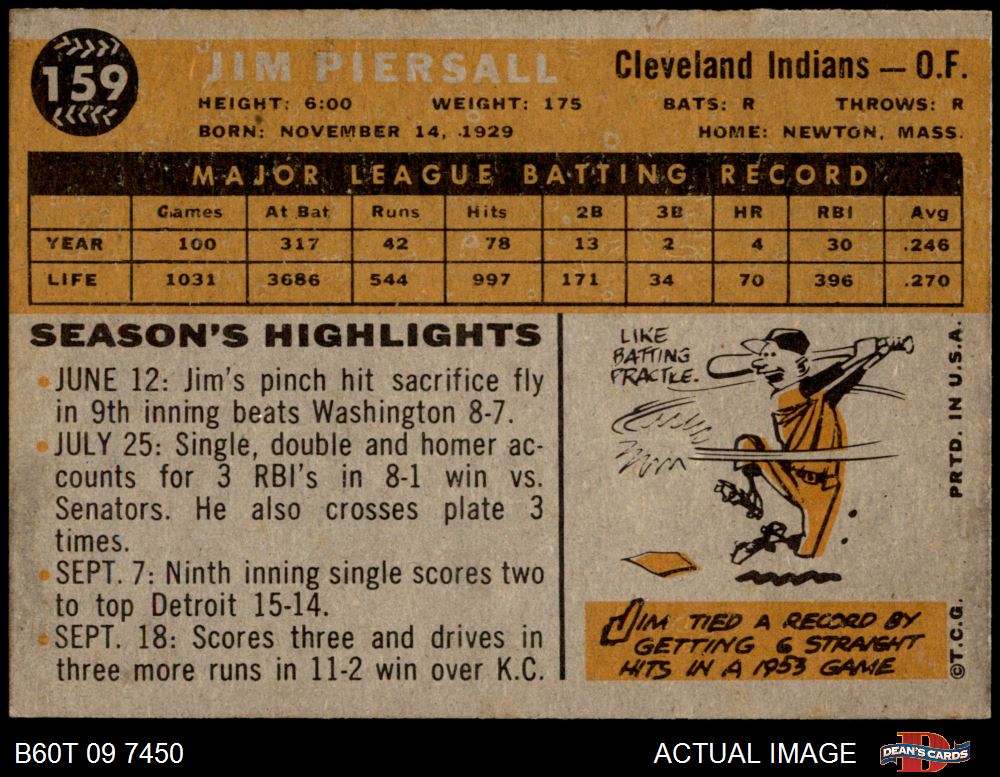 159
JIM PIERSALL
Cleveland Indians — O.F.
HEIGHT: 6:00 WEIGHT: 175 BATS: R THROWS: R
BORN: NOVEMBER 14, 1929 HOME: NEWTON, MASS.
MAJOR LEAGUE BATTING RECORD
Games At Bat Runs Hits 2B 3B HR RBI Avg
YEAR 100 317 42 78 13 2 4 30 .246
LIFE 1031 3686 544 997 171 34 70 396 .270
SEASON'S HIGHLIGHTS
• JUNE 12: Jim's pinch hit sacrifice fly
in 9th inning beats Washington 8-7.
• JULY 25: Single, double and homer ac-
counts for 3 RBI's in 8-1 win vs.
Senators. He also crosses plate 3
times.
• SEPT. 7: Ninth inning single scores two
to top Detroit 15-14.
• SEPT. 18: Scores three and drives in
three more runs in 11-2 win over K.C.
LIKE
BATTING
PRACTICE.
JIM TIED A RECORD BY
GETTING 6 STRAIGHT
HITS IN A 1953 GAME
PRTD. IN U.S.A.
©T.C.G.
B60T 09 7450
ACTUAL IMAGE
DEAN'S CARDS